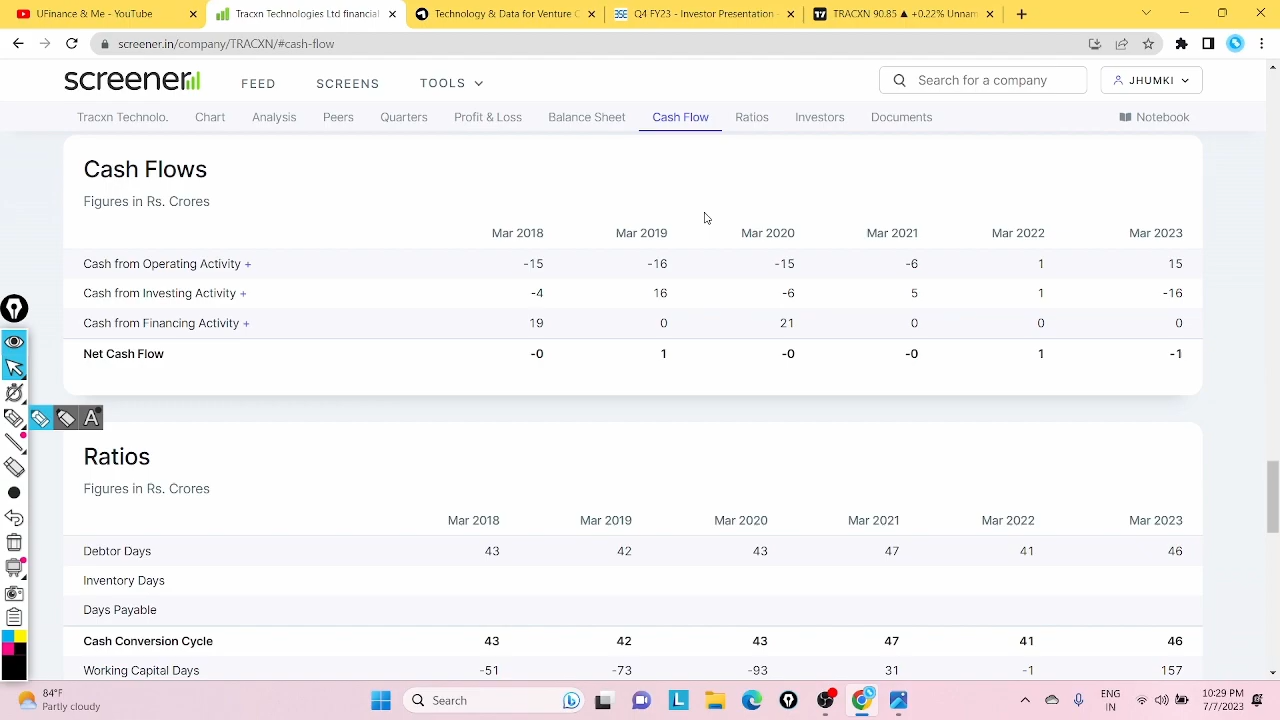 UFinance & Me - YouTube
Tracxn Technologies Ltd financial
Technology & Data for Venture C
Q4 FY23 - Investor Presentation -
TRACXN 90.85 ▲ +0.22% Unnam
screener.in/company/TRACXN/#cash-flow
screener
FEED
SCREENS
TOOLS
Search for a company
JHUMKI
Tracxn Technolo.
Chart
Analysis
Peers
Quarters
Profit & Loss
Balance Sheet
Cash Flow
Ratios
Investors
Documents
Notebook
Cash Flows
Figures in Rs. Crores
Mar 2018 Mar 2019 Mar 2020 Mar 2021 Mar 2022 Mar 2023
Cash from Operating Activity + -15 -16 -15 -6 1 15
Cash from Investing Activity + -4 16 -6 5 1 -16
Cash from Financing Activity + 19 0 21 0 0 0
Net Cash Flow -0 1 -0 -0 1 -1
A
Ratios
Figures in Rs. Crores
Mar 2018 Mar 2019 Mar 2020 Mar 2021 Mar 2022 Mar 2023
Debtor Days 43 42 43 47 41 46
Inventory Days
Days Payable
Cash Conversion Cycle 43 42 43 47 41 46
Working Capital Days -51 -73 -93 31 -1 157
84°F
Partly cloudy
Search
L
ENG
IN
10:29 PM
7/7/2023